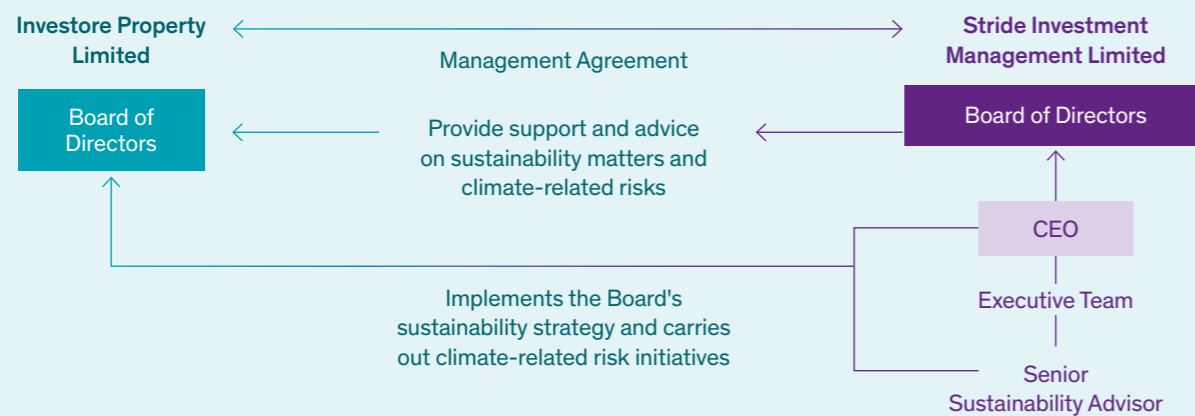 Investore Property
Limited
Management Agreement
Stride Investment
Management Limited
Board of
Directors
Provide support and advice
on sustainability matters and
climate-related risks
Board of Directors
CEO
Executive Team
Senior
Sustainability Advisor
Implements the Board's
sustainability strategy and carries
out climate-related risk initiatives